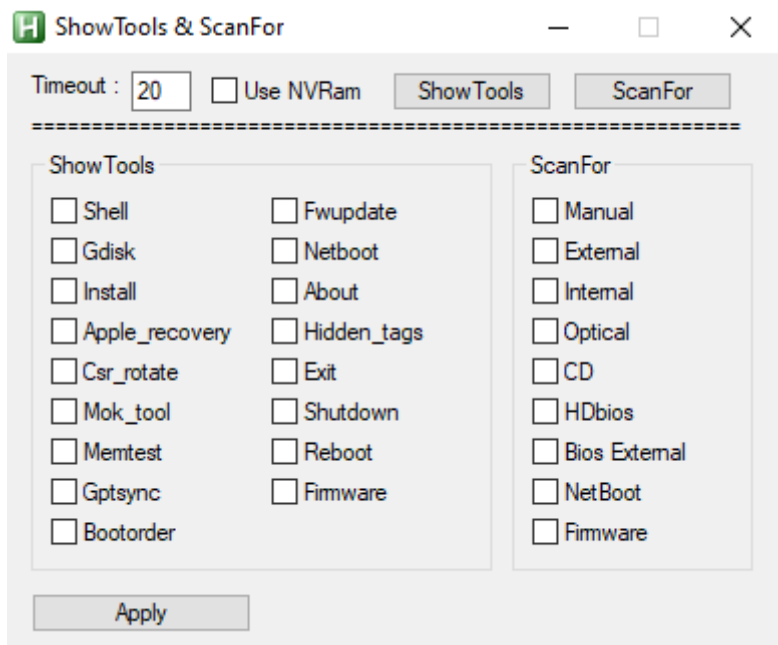 ShowTools & ScanFor
Timeout : 20 Use NVRam ShowTools ScanFor
==========================================================
ShowTools
Shell
Gdisk
Install
Apple_recovery
Csr_rotate
Mok_tool
Memtest
Gptsync
Bootorder
Fwupdate
Netboot
About
Hidden_tags
Exit
Shutdown
Reboot
Firmware
ScanFor
Manual
External
Internal
Optical
CD
HDbios
Bios External
NetBoot
Firmware
Apply